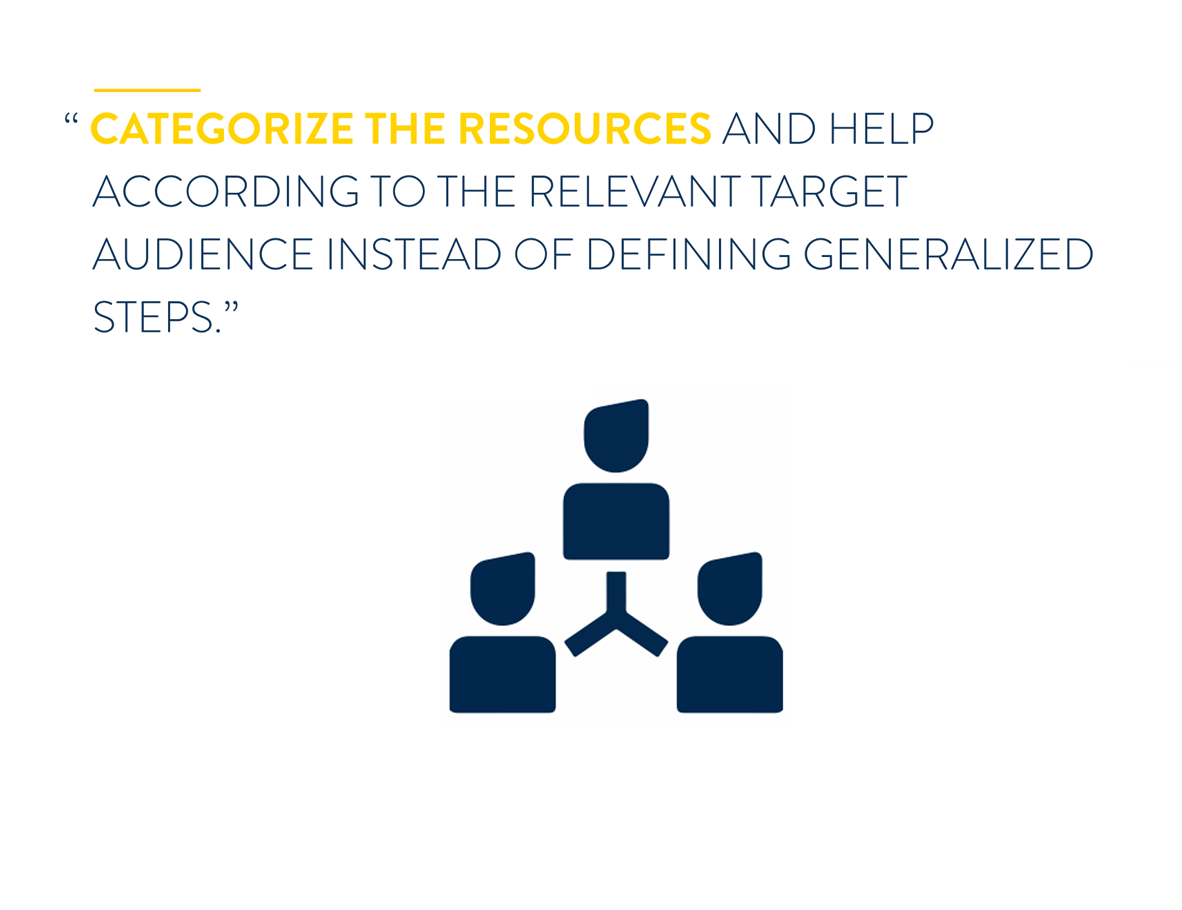 “ CATEGORIZE THE RESOURCES AND HELP
ACCORDING TO THE RELEVANT TARGET
AUDIENCE INSTEAD OF DEFINING GENERALIZED
STEPS.”